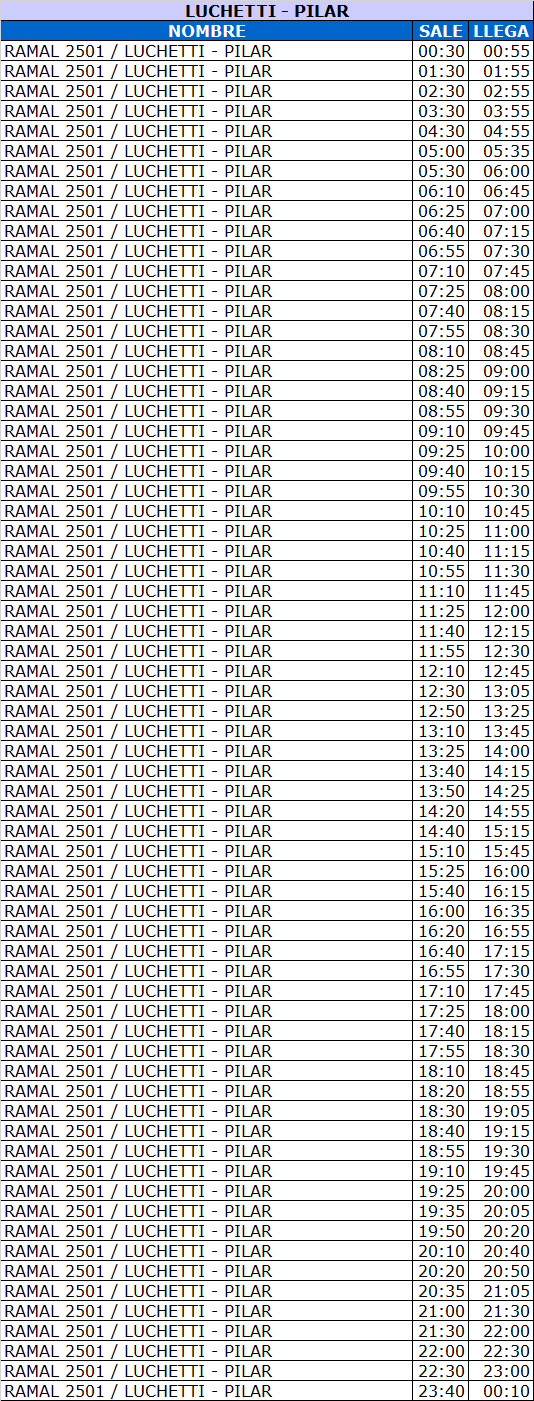 LUCHETTI - PILAR
NOMBRE SALE LLEGA
RAMAL 2501 / LUCHETTI - PILAR 00:30 00:55
RAMAL 2501 / LUCHETTI - PILAR 01:30 01:55
RAMAL 2501 / LUCHETTI - PILAR 02:30 02:55
RAMAL 2501 / LUCHETTI - PILAR 03:30 03:55
RAMAL 2501 / LUCHETTI - PILAR 04:30 04:55
RAMAL 2501 / LUCHETTI - PILAR 05:00 05:35
RAMAL 2501 / LUCHETTI - PILAR 05:30 06:00
RAMAL 2501 / LUCHETTI - PILAR 06:10 06:45
RAMAL 2501 / LUCHETTI - PILAR 06:25 07:00
RAMAL 2501 / LUCHETTI - PILAR 06:40 07:15
RAMAL 2501 / LUCHETTI - PILAR 06:55 07:30
RAMAL 2501 / LUCHETTI - PILAR 07:10 07:45
RAMAL 2501 / LUCHETTI - PILAR 07:25 08:00
RAMAL 2501 / LUCHETTI - PILAR 07:40 08:15
RAMAL 2501 / LUCHETTI - PILAR 07:55 08:30
RAMAL 2501 / LUCHETTI - PILAR 08:10 08:45
RAMAL 2501 / LUCHETTI - PILAR 08:25 09:00
RAMAL 2501 / LUCHETTI - PILAR 08:40 09:15
RAMAL 2501 / LUCHETTI - PILAR 08:55 09:30
RAMAL 2501 / LUCHETTI - PILAR 09:10 09:45
RAMAL 2501 / LUCHETTI - PILAR 09:25 10:00
RAMAL 2501 / LUCHETTI - PILAR 09:40 10:15
RAMAL 2501 / LUCHETTI - PILAR 09:55 10:30
RAMAL 2501 / LUCHETTI - PILAR 10:10 10:45
RAMAL 2501 / LUCHETTI - PILAR 10:25 11:00
RAMAL 2501 / LUCHETTI - PILAR 10:40 11:15
RAMAL 2501 / LUCHETTI - PILAR 10:55 11:30
RAMAL 2501 / LUCHETTI - PILAR 11:10 11:45
RAMAL 2501 / LUCHETTI - PILAR 11:25 12:00
RAMAL 2501 / LUCHETTI - PILAR 11:40 12:15
RAMAL 2501 / LUCHETTI - PILAR 11:55 12:30
RAMAL 2501 / LUCHETTI - PILAR 12:10 12:45
RAMAL 2501 / LUCHETTI - PILAR 12:30 13:05
RAMAL 2501 / LUCHETTI - PILAR 12:50 13:25
RAMAL 2501 / LUCHETTI - PILAR 13:10 13:45
RAMAL 2501 / LUCHETTI - PILAR 13:25 14:00
RAMAL 2501 / LUCHETTI - PILAR 13:40 14:15
RAMAL 2501 / LUCHETTI - PILAR 13:50 14:25
RAMAL 2501 / LUCHETTI - PILAR 14:20 14:55
RAMAL 2501 / LUCHETTI - PILAR 14:40 15:15
RAMAL 2501 / LUCHETTI - PILAR 15:10 15:45
RAMAL 2501 / LUCHETTI - PILAR 15:25 16:00
RAMAL 2501 / LUCHETTI - PILAR 15:40 16:15
RAMAL 2501 / LUCHETTI - PILAR 16:00 16:35
RAMAL 2501 / LUCHETTI - PILAR 16:20 16:55
RAMAL 2501 / LUCHETTI - PILAR 16:40 17:15
RAMAL 2501 / LUCHETTI - PILAR 16:55 17:30
RAMAL 2501 / LUCHETTI - PILAR 17:10 17:45
RAMAL 2501 / LUCHETTI - PILAR 17:25 18:00
RAMAL 2501 / LUCHETTI - PILAR 17:40 18:15
RAMAL 2501 / LUCHETTI - PILAR 17:55 18:30
RAMAL 2501 / LUCHETTI - PILAR 18:10 18:45
RAMAL 2501 / LUCHETTI - PILAR 18:20 18:55
RAMAL 2501 / LUCHETTI - PILAR 18:30 19:05
RAMAL 2501 / LUCHETTI - PILAR 18:40 19:15
RAMAL 2501 / LUCHETTI - PILAR 18:55 19:30
RAMAL 2501 / LUCHETTI - PILAR 19:10 19:45
RAMAL 2501 / LUCHETTI - PILAR 19:25 20:00
RAMAL 2501 / LUCHETTI - PILAR 19:35 20:05
RAMAL 2501 / LUCHETTI - PILAR 19:50 20:20
RAMAL 2501 / LUCHETTI - PILAR 20:10 20:40
RAMAL 2501 / LUCHETTI - PILAR 20:20 20:50
RAMAL 2501 / LUCHETTI - PILAR 20:35 21:05
RAMAL 2501 / LUCHETTI - PILAR 21:00 21:30
RAMAL 2501 / LUCHETTI - PILAR 21:30 22:00
RAMAL 2501 / LUCHETTI - PILAR 22:00 22:30
RAMAL 2501 / LUCHETTI - PILAR 22:30 23:00
RAMAL 2501 / LUCHETTI - PILAR 23:40 00:10